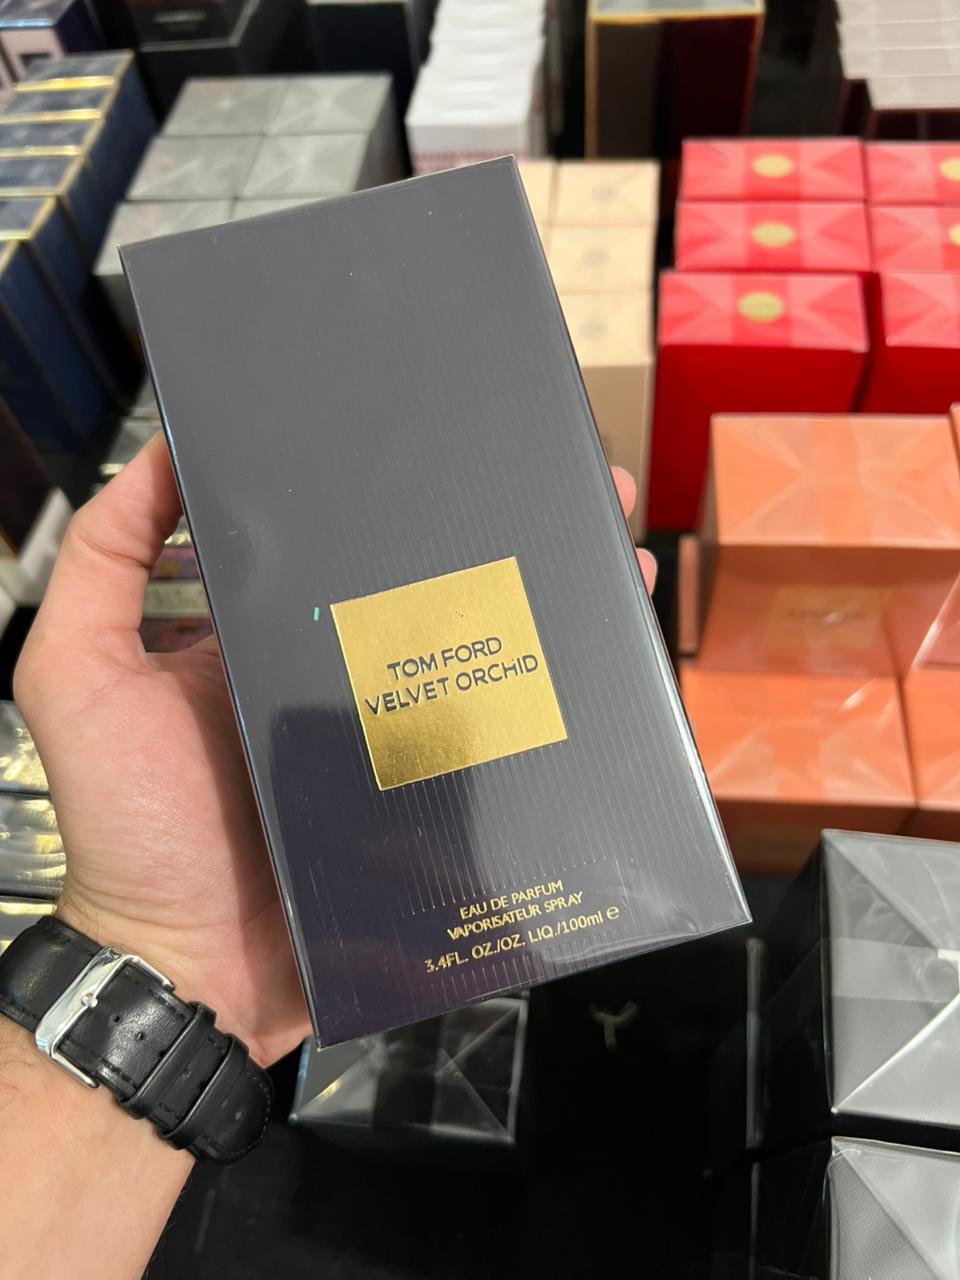 TOM FORD
VELVET ORCHID
EAU DE PARFUM
VAPORISATEUR SPRAY
3.4FL. OZ./OZ. LIQ./100ml e